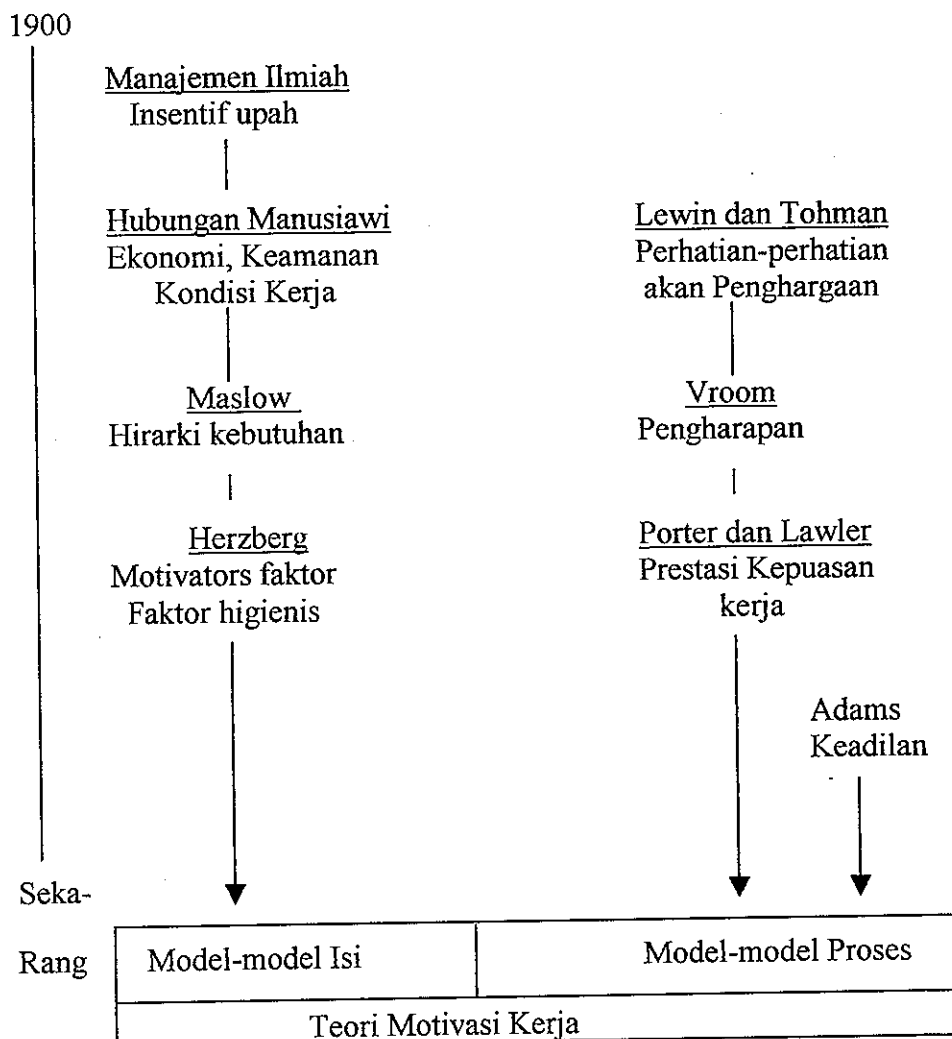 1900
Manajemen Ilmiah
Insentif upah
Hubungan Manusiawi
Ekonomi, Keamanan
Kondisi Kerja
Maslow
Hirarki kebutuhan
Herzberg
Motivators faktor
Faktor higienis
Lewin dan Tohman
Perhatian-perhatian
akan Penghargaan
Vroom
Pengharapan
Porter dan Lawler
Prestasi Kepuasan
kerja
Adams
Keadilan
Seka-
Rang
Model-model Isi
Model-model Proses
Teori Motivasi Kerja